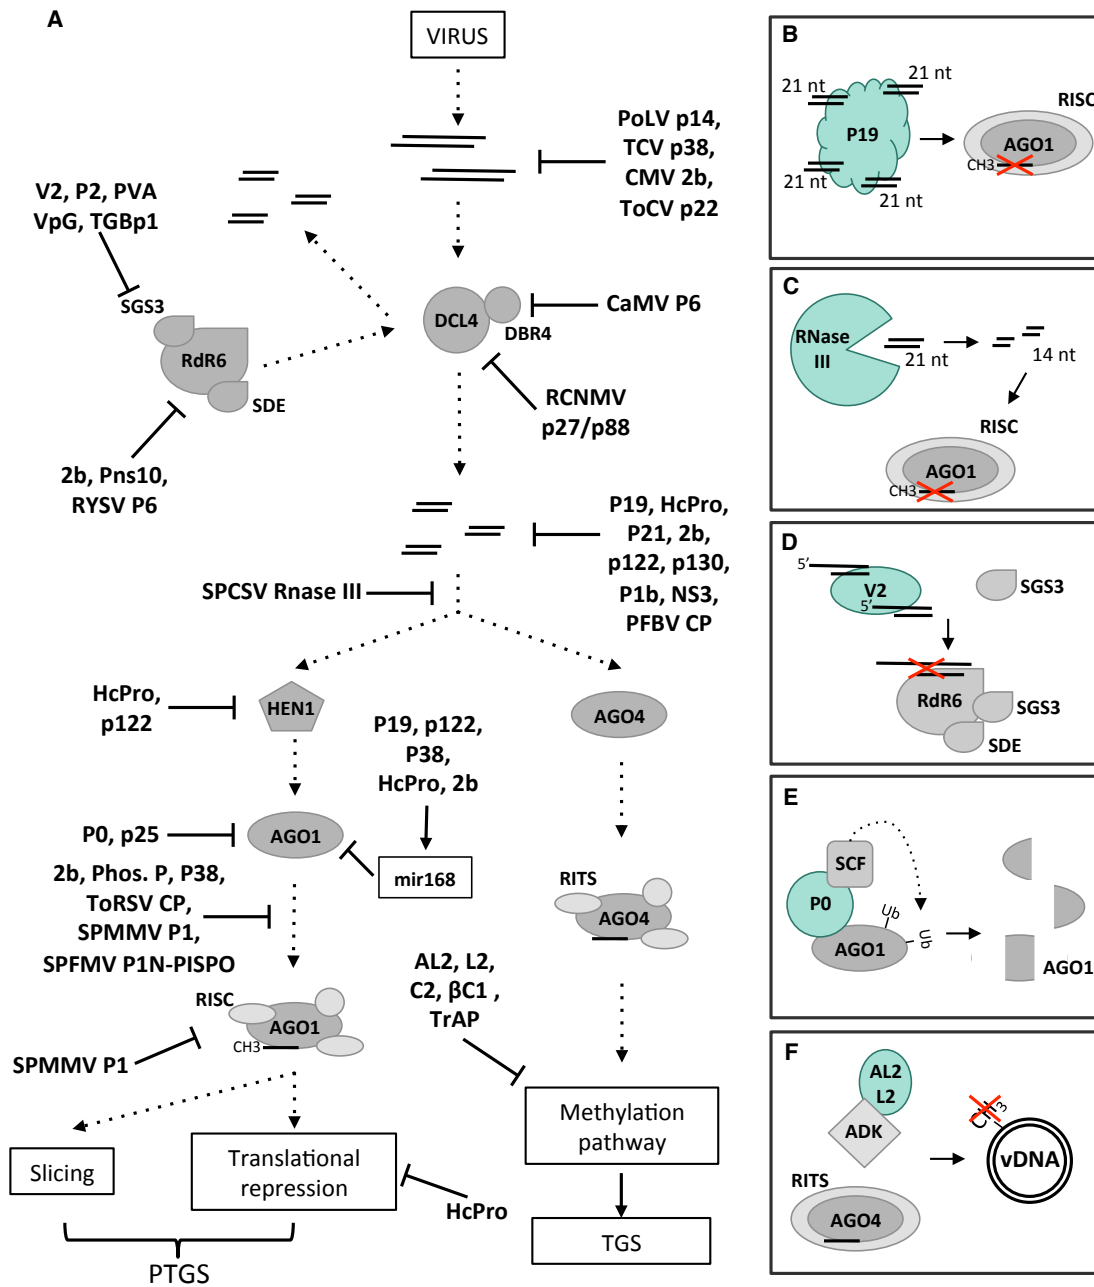 A
VIRUS
PoLV p14,
TCV p38,
CMV 2b,
ToCV p22
V2, P2, PVA
VpG, TGBp1
SGS3
RdR6
SDE
2b, Pns10,
RYSV P6
DCL4
DBR4
CaMV P6
RCNMV
p27/p88
P19, HcPro,
P21, 2b,
p122, p130,
P1b, NS3,
PFBV CP
SPCSV Rnase III
HcPro,
p122
HEN1
AGO4
P19, p122,
P38,
HcPro, 2b
P0, p25
AGO1
mir168
2b, Phos. P, P38,
ToRSV CP,
SPMMV P1,
SPFMV P1N-PISPO
RITS
AGO4
AL2, L2,
C2, βC1 ,
TrAP
RISC
AGO1
CH3
SPMMV P1
Slicing
Translational
repression
HcPro
PTGS
Methylation
pathway
TGS
B
21 nt
21 nt
P19
21 nt
21 nt
RISC
AGO1
CH3
C
RNase
III
21 nt
14 nt
RISC
AGO1
CH3
D
5'
V2
5'
SGS3
RdR6
SGS3
SDE
E
SCF
P0
AGO1
Ub
Ub
AGO1
F
AL2
L2
ADK
RITS
AGO4
CH3
vDNA